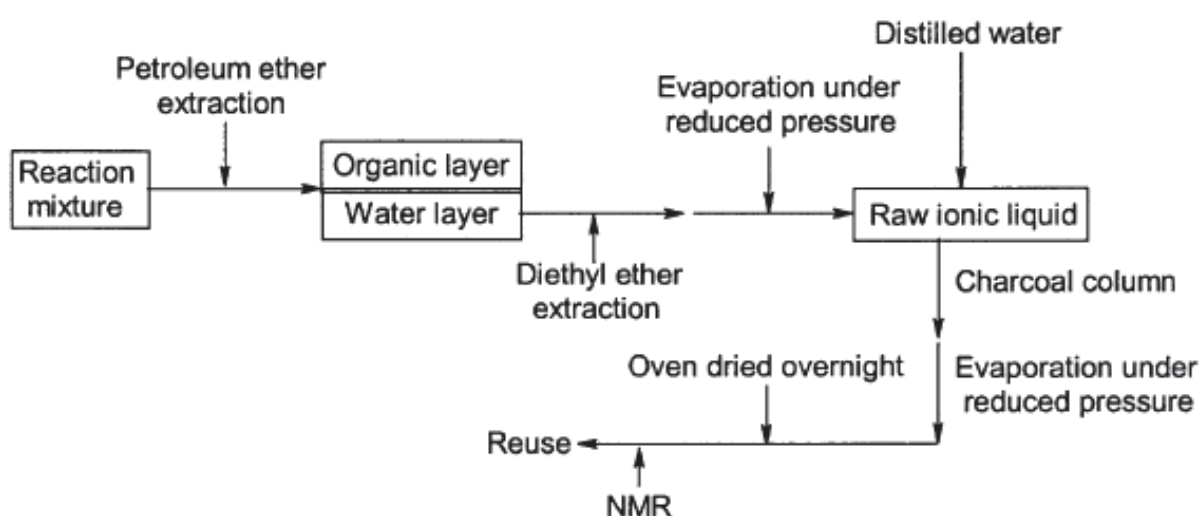 Distilled water
Petroleum ether
extraction
Evaporation under
reduced pressure
Reaction
mixture
Organic layer
Water layer
Raw ionic liquid
Diethyl ether
extraction
Charcoal column
Oven dried overnight
Evaporation under
reduced pressure
Reuse
NMR